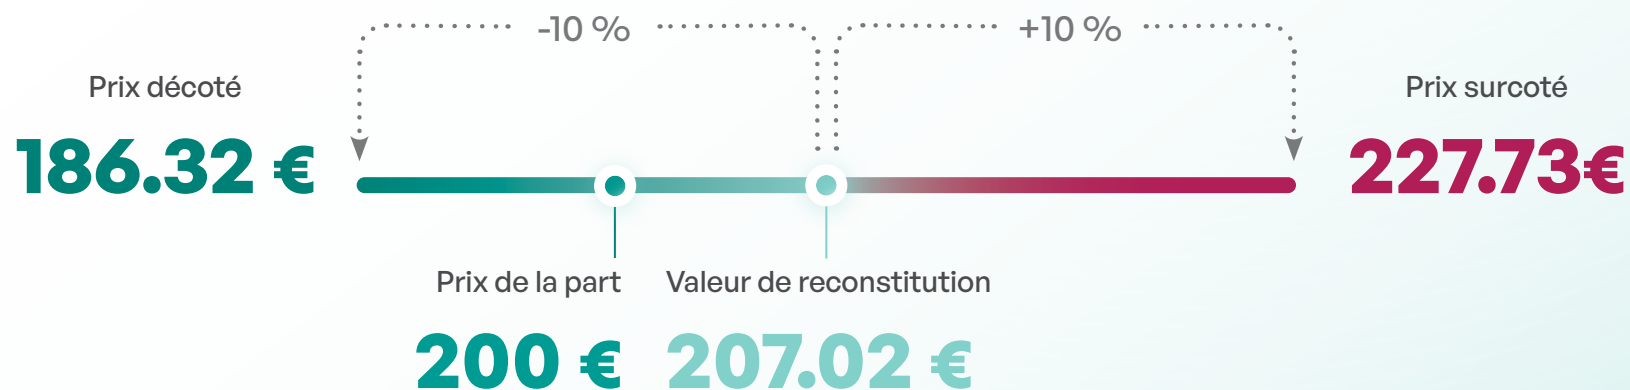 -10 % +10 %
Prix décoté Prix surcoté
186.32 € 227.73€
Prix de la part Valeur de reconstitution
200 € 207.02 €